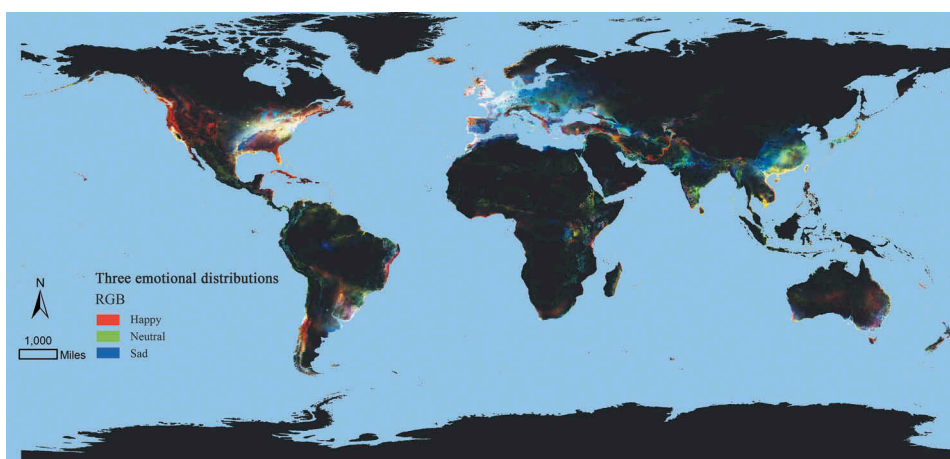 N
1,000
Miles
Three emotional distributions
RGB
Happy
Neutral
Sad